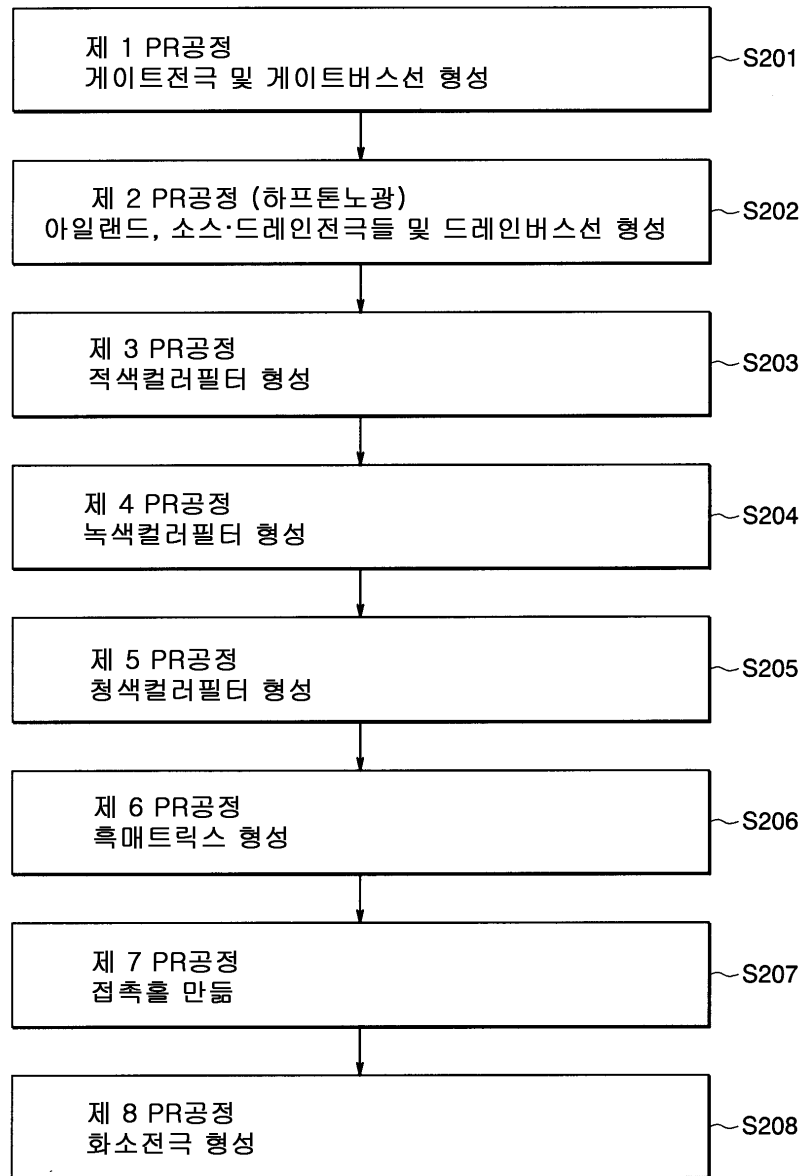 제 1 PR공정
게이트전극 및 게이트버스선 형성
S201
제 2 PR공정 (하프톤노광)
아일랜드, 소스·드레인전극들 및 드레인버스선 형성
S202
제 3 PR공정
적색컬러필터 형성
S203
제 4 PR공정
녹색컬러필터 형성
S204
제 5 PR공정
청색컬러필터 형성
S205
제 6 PR공정
흑매트릭스 형성
S206
제 7 PR공정
접촉홀 만듦
S207
제 8 PR공정
화소전극 형성
S208